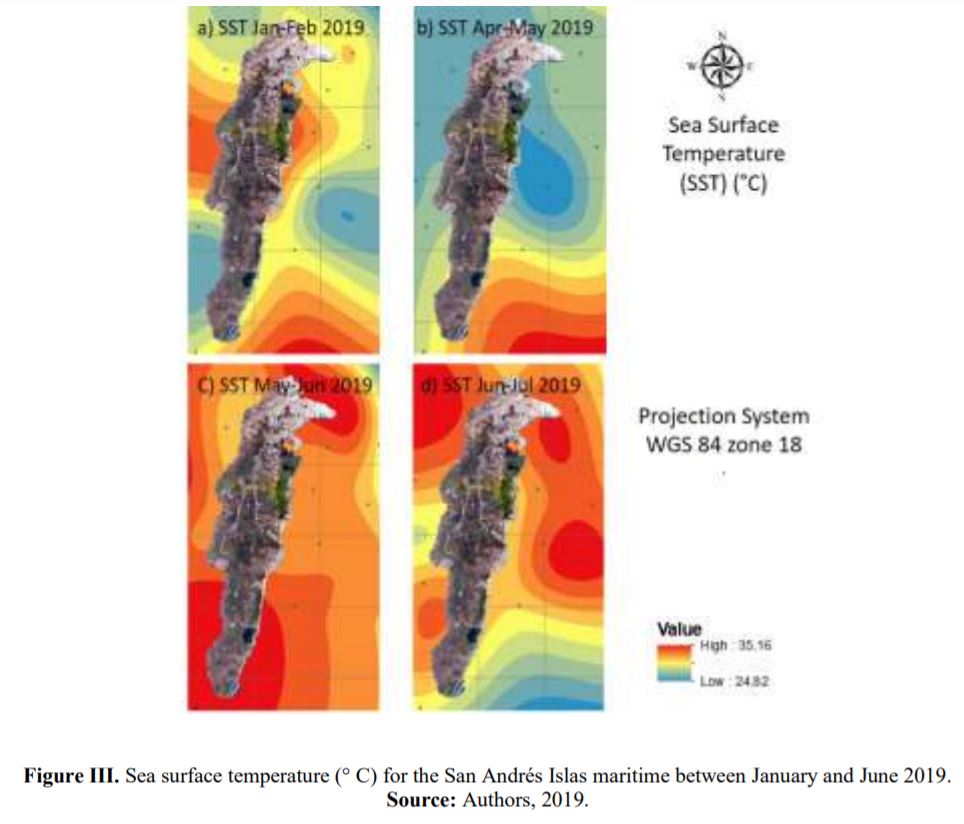 a) SST Jan-Feb 2019
b) SST Apr-May 2019
N
W E
S
Sea Surface
Temperature
(SST) (°C)
C) SST May-Jun 2019
d) SST Jun-Jul 2019
Projection System
WGS 84 zone 18
Value
High : 35,16
Low : 24,82
Figure III. Sea surface temperature (° C) for the San Andrés Islas maritime between January and June 2019.
Source: Authors, 2019.